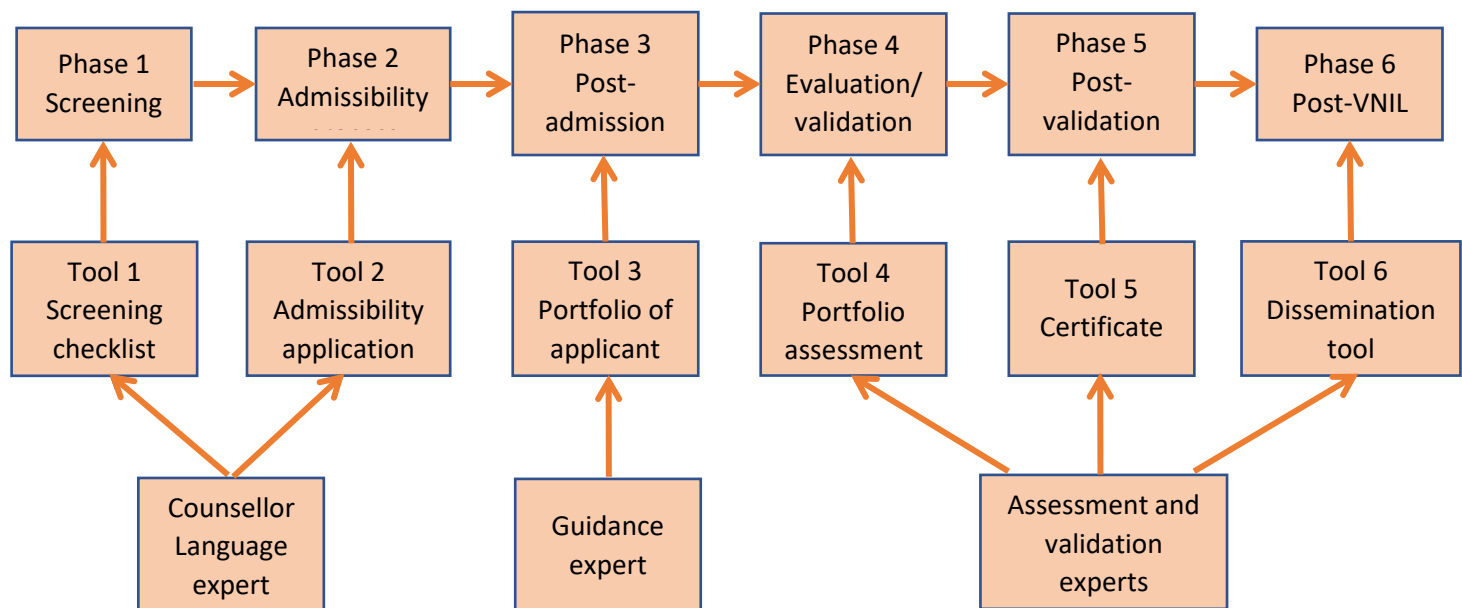 Phase 1
Screening
Phase 2
Admissibility
Phase 3
Post-
admission
Phase 4
Evaluation/
validation
Phase 5
Post-
validation
Phase 6
Post-VNIL
Tool 1
Screening
checklist
Tool 2
Admissibility
application
Tool 3
Portfolio of
applicant
Tool 4
Portfolio
assessment
Tool 5
Certificate
Tool 6
Dissemination
tool
Counsellor
Language
expert
Guidance
expert
Assessment and
validation
experts